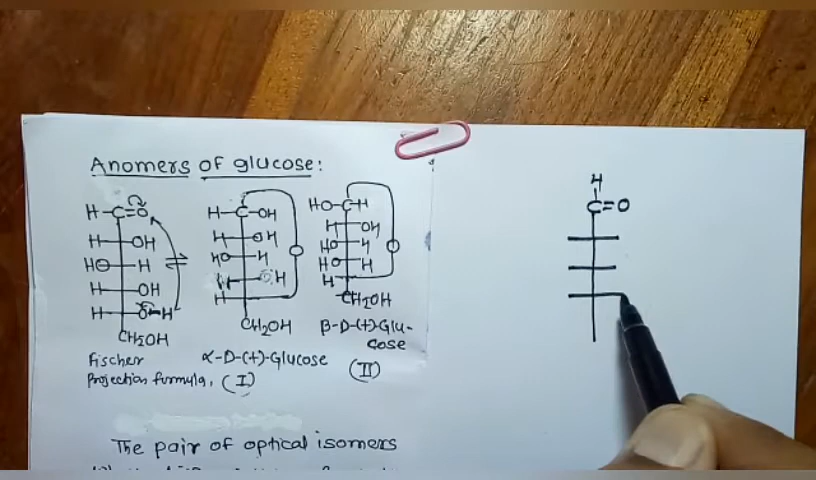 Anomers of glucose:
H-C=O
H OH
HO H
H OH
H O-H
CH2OH
Fischer
Projection formula,
H-C-OH
H OH
HO H
H OH
H
O
CH2OH
α-D-(+)-Glucose
(I)
HO-C-H
H OH
HO H
HO H
H
O
CH2OH
β-D-(+)-Glu-
cose
(II)
H
C=O
The pair of optical isomers